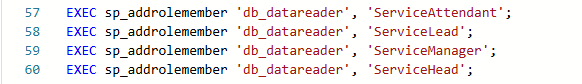 57 EXEC sp_addrolemember 'db_datareader', 'ServiceAttendant';
58 EXEC sp_addrolemember 'db_datareader', 'ServiceLead';
59 EXEC sp_addrolemember 'db_datareader', 'ServiceManager';
60 EXEC sp_addrolemember 'db_datareader', 'ServiceHead';